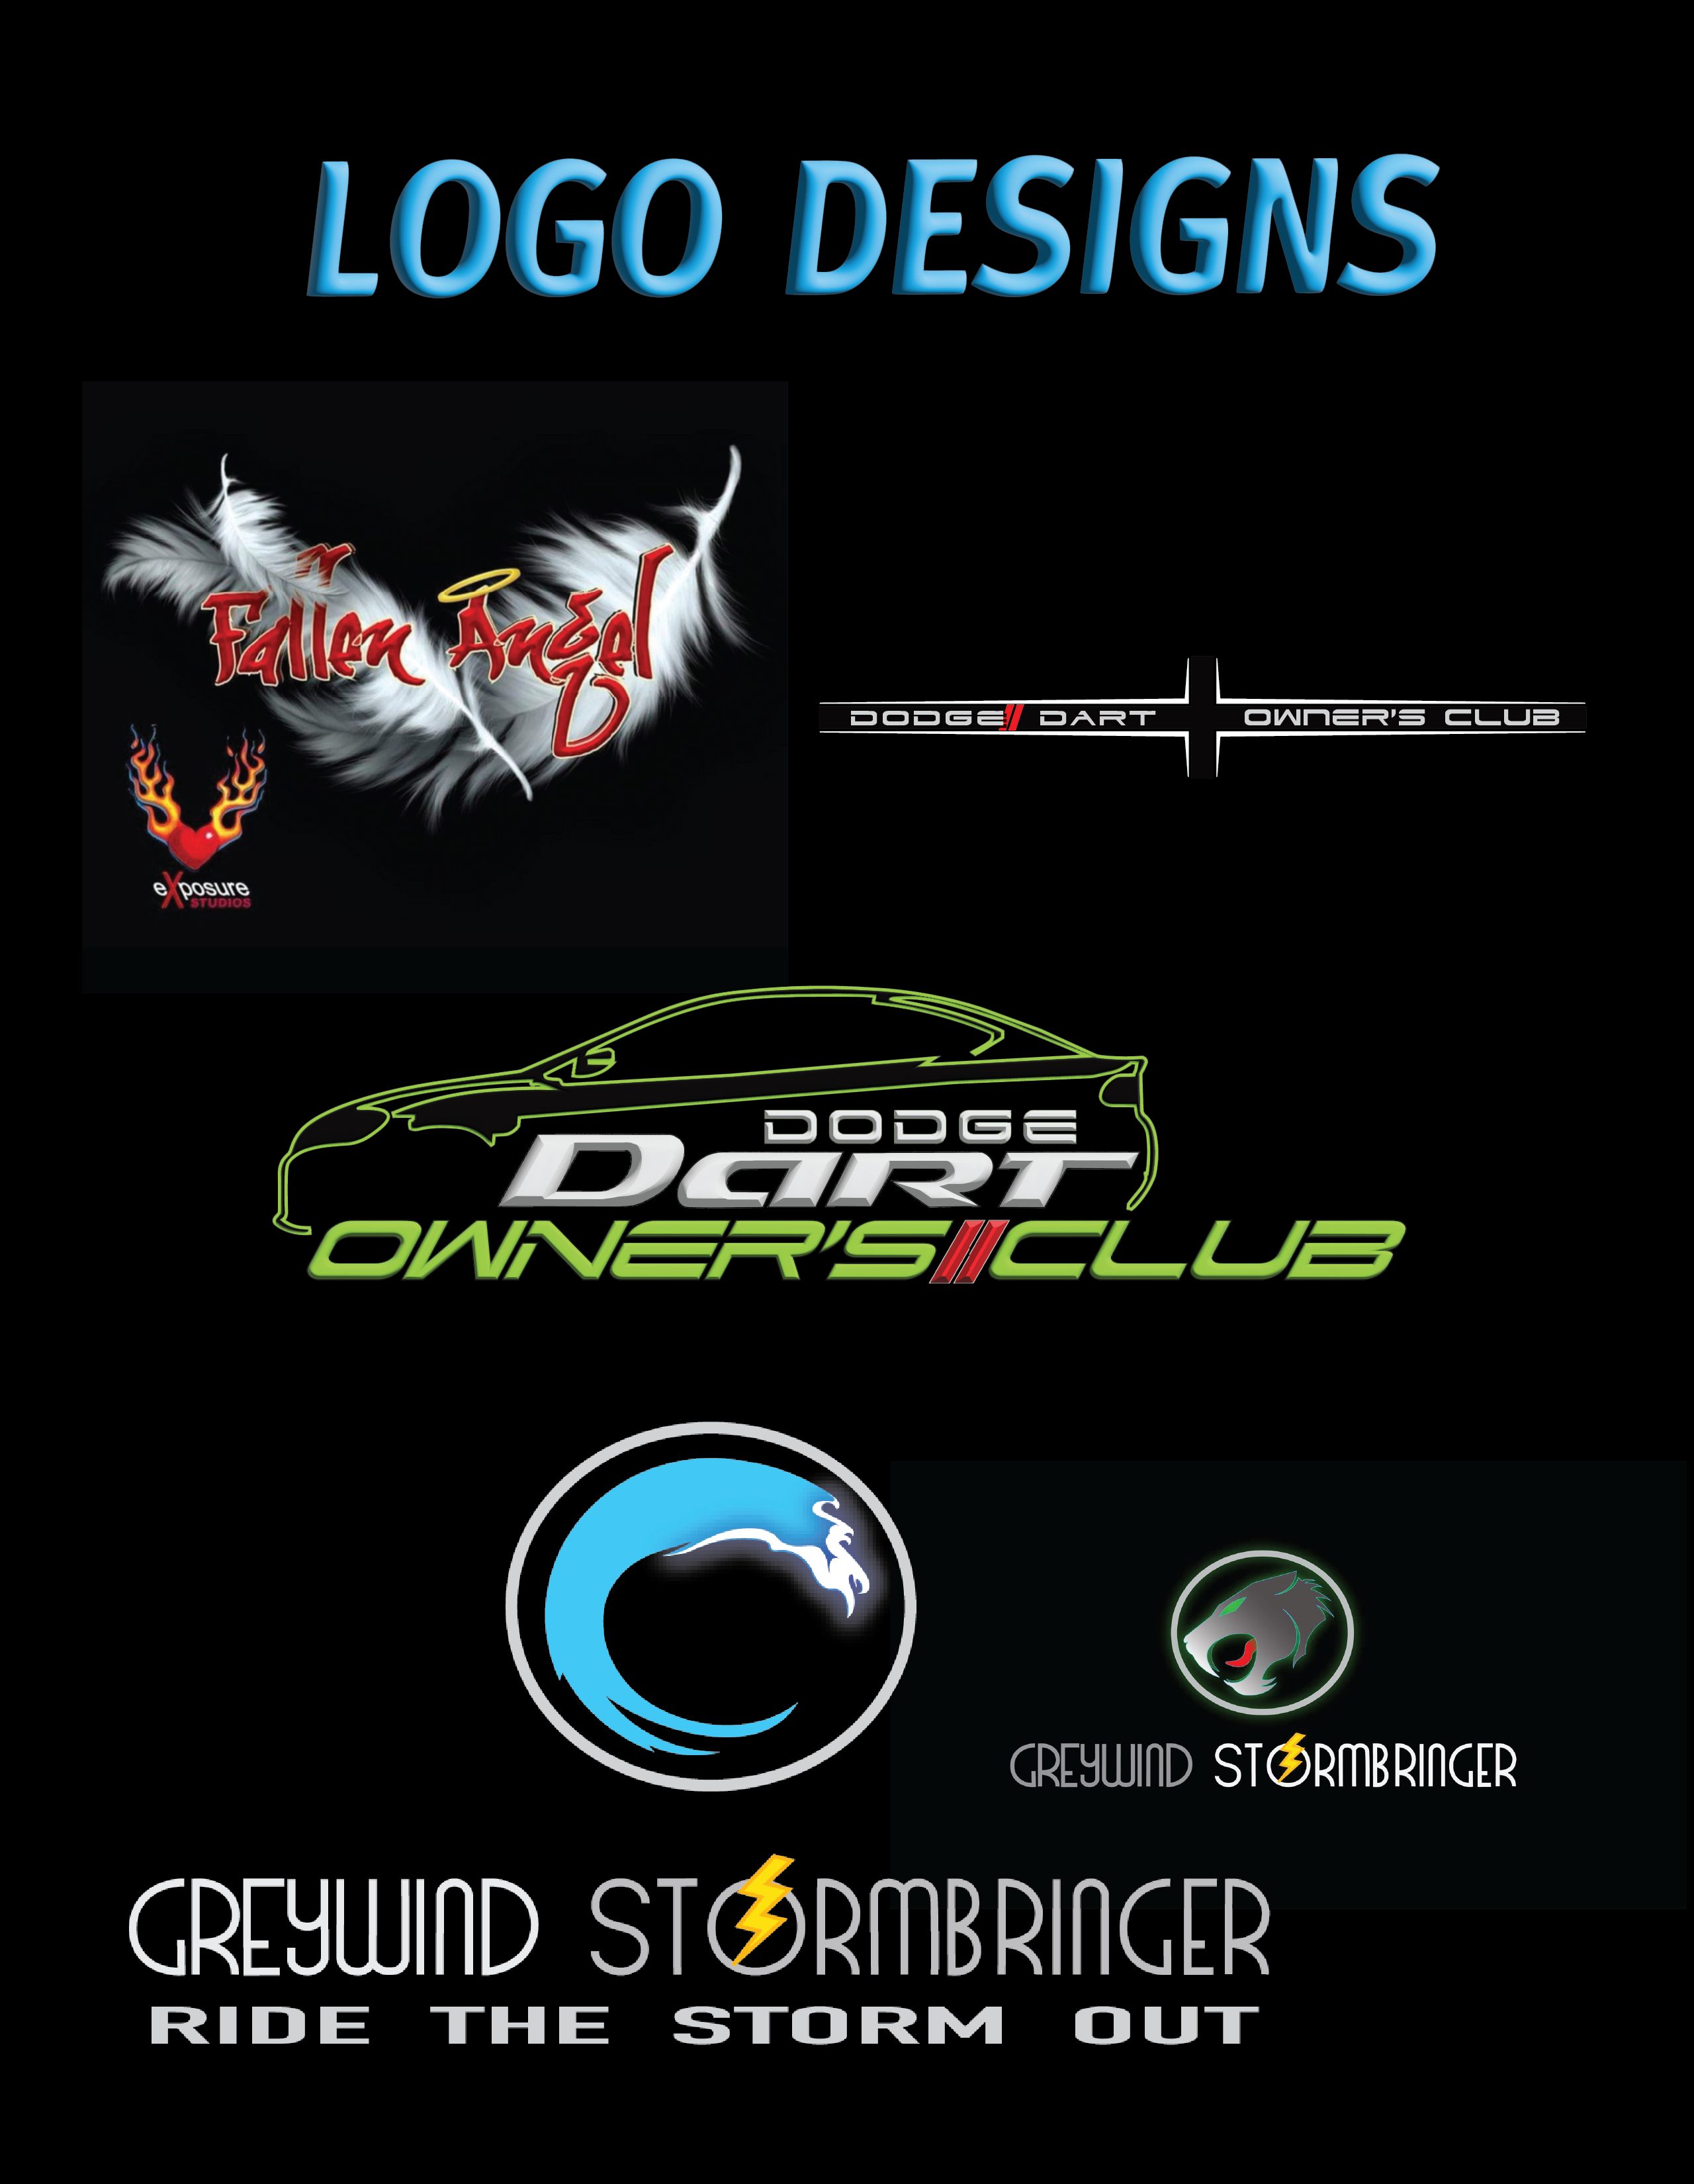 LOGO DESIGNS
Fallen Angel
eXposure
STUDIOS
DODGE DART OWNER'S CLUB
DODGE
DART
OWNER'S CLUB
GREYWIND STORMBRINGER
GREYWIND STORMBRINGER
RIDE THE STORM OUT